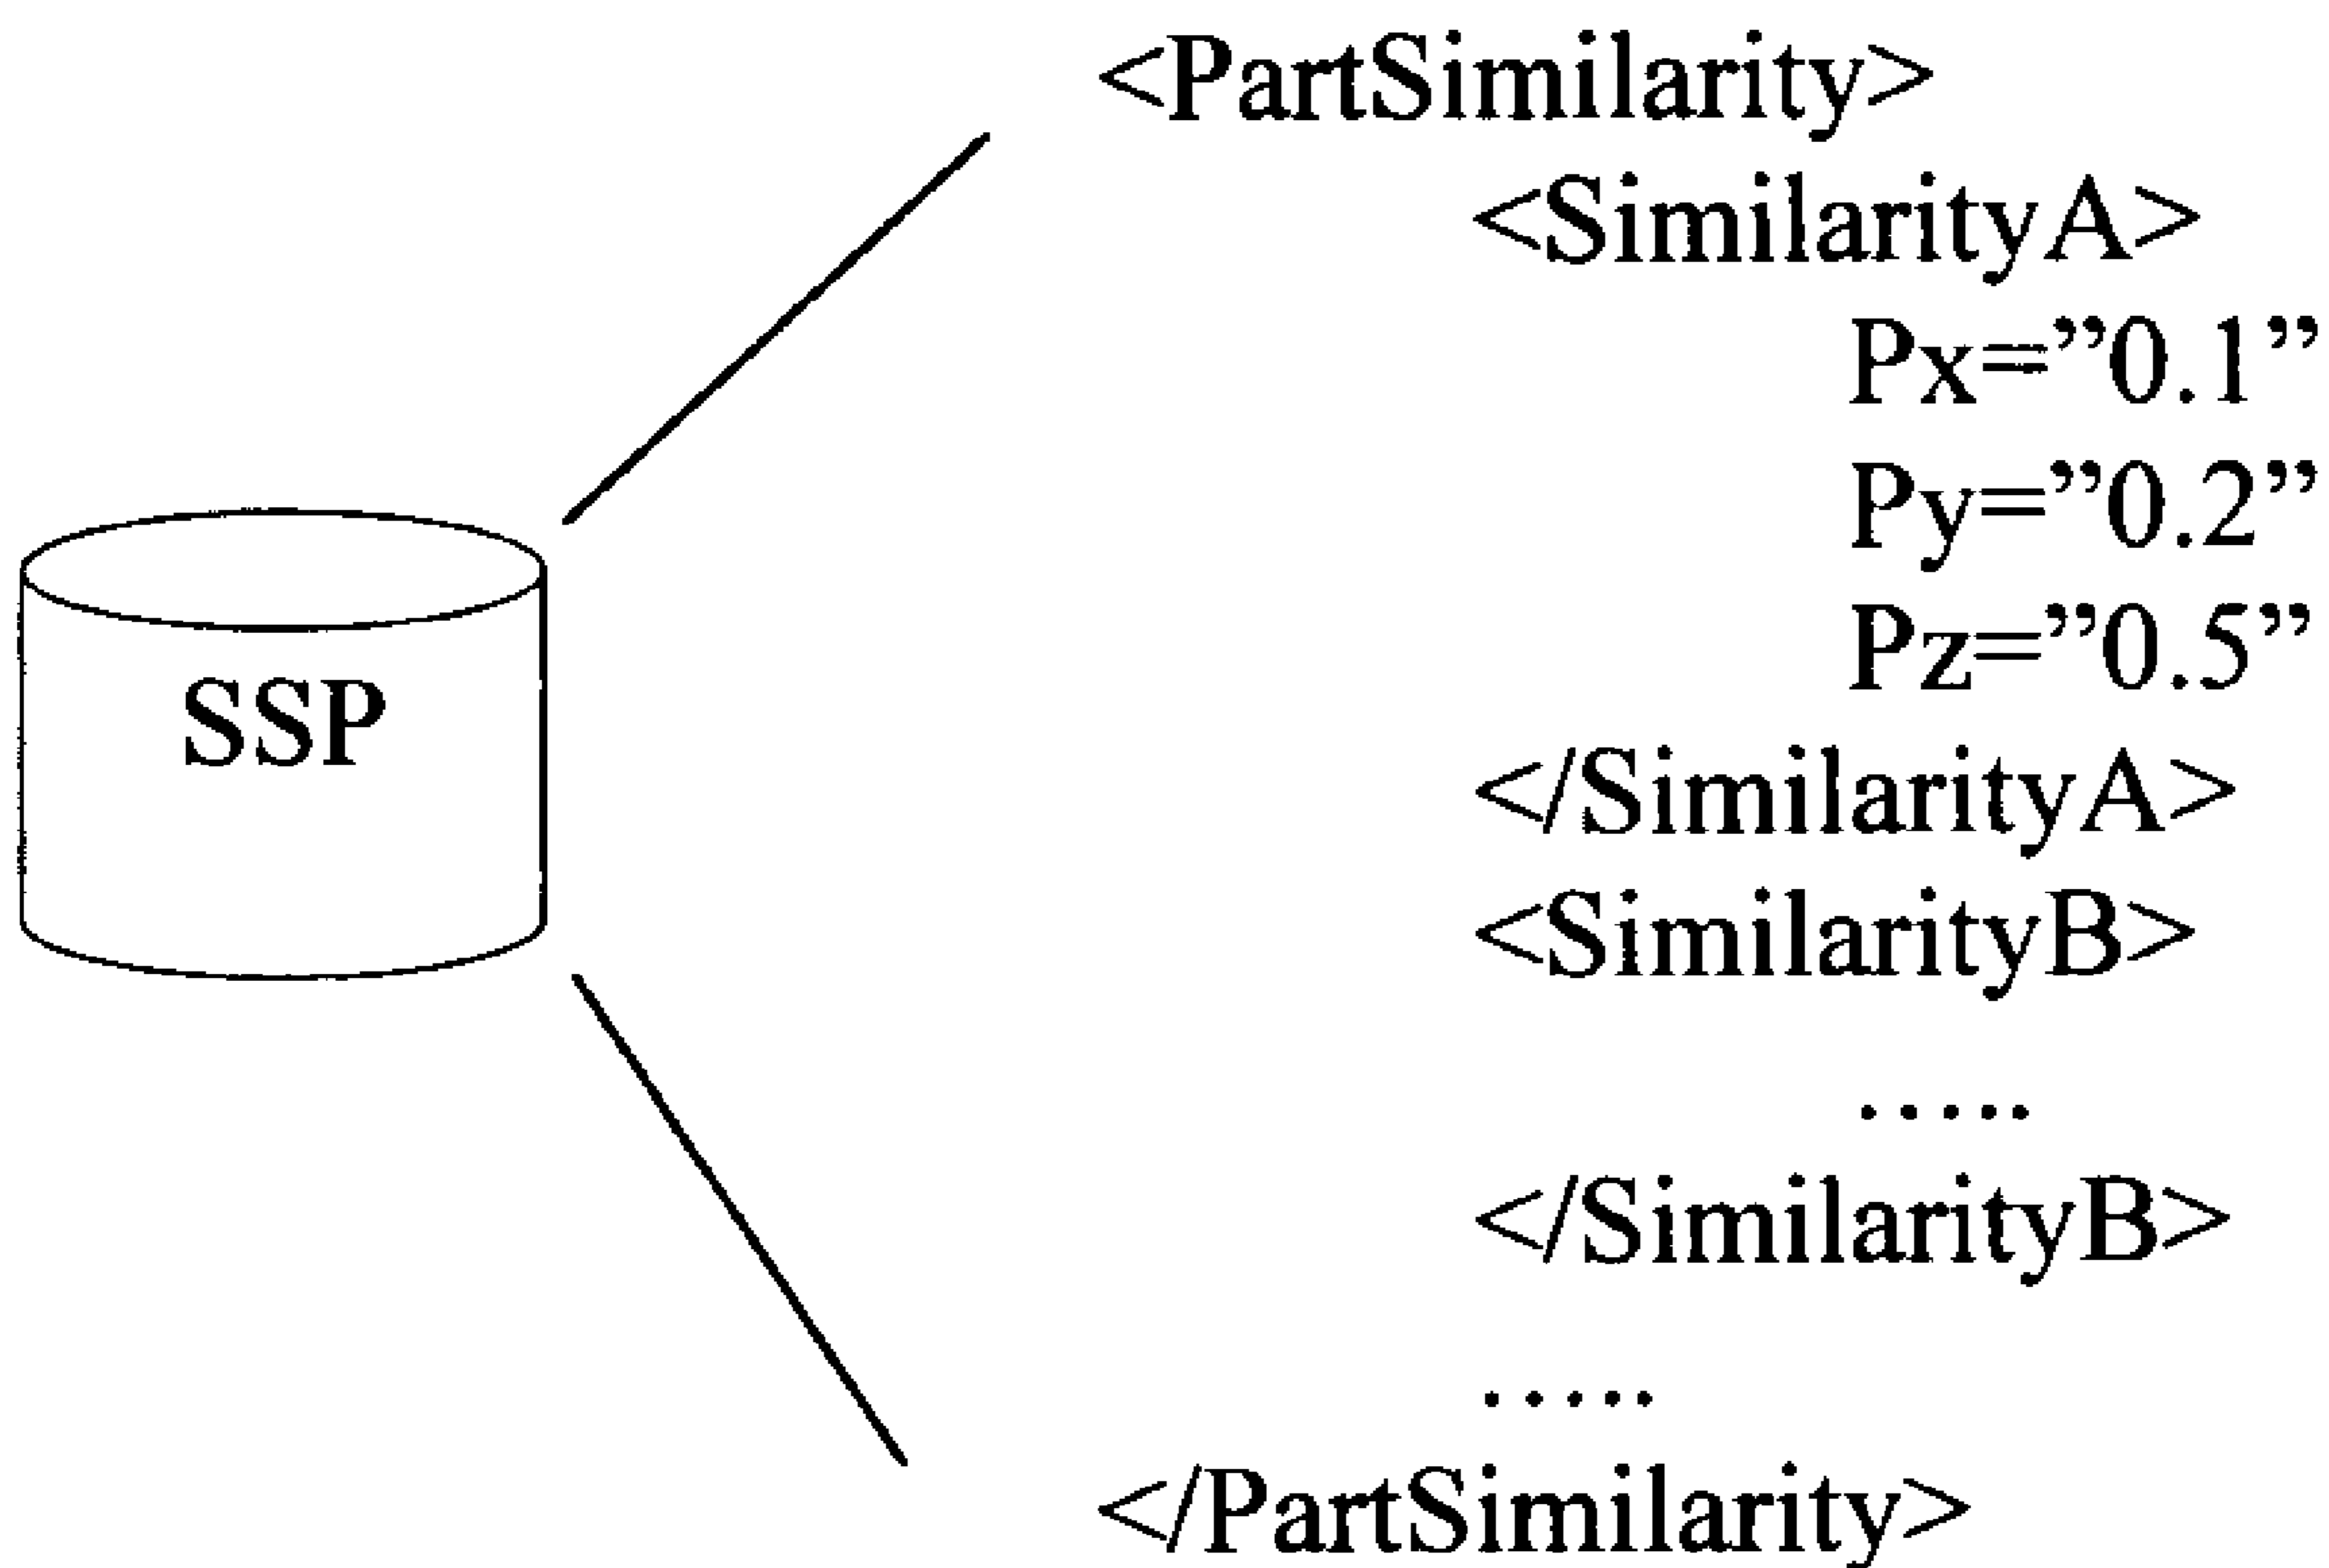 <PartSimilarity>
<SimilarityA>
Px=”0.1”
Py=”0.2”
Pz=”0.5”
SSP
</SimilarityA>
<SimilarityB>
.....
</SimilarityB>
.....
</PartSimilarity>